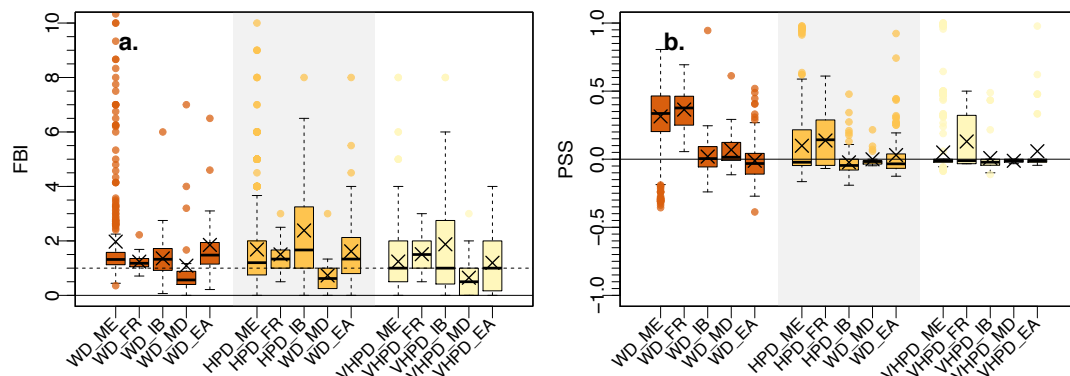 a.
FBI
10
8
6
4
2
0
WD_ME
WD_FR
WD_IB
WD_MD
WD_EA
HPD_ME
HPD_FR
HPD_IB
WD_MD
WD_EA
VHPD_ME
VHPD_FR
VHPD_IB
VHPD_MD
VHPD_EA
b.
PSS
1.0
0.5
0.0
−0.5
−1.0
WD_ME
WD_FR
WD_IB
WD_MD
WD_EA
HPD_ME
HPD_FR
HPD_IB
WD_MD
WD_EA
VHPD_ME
VHPD_FR
VHPD_IB
VHPD_MD
VHPD_EA